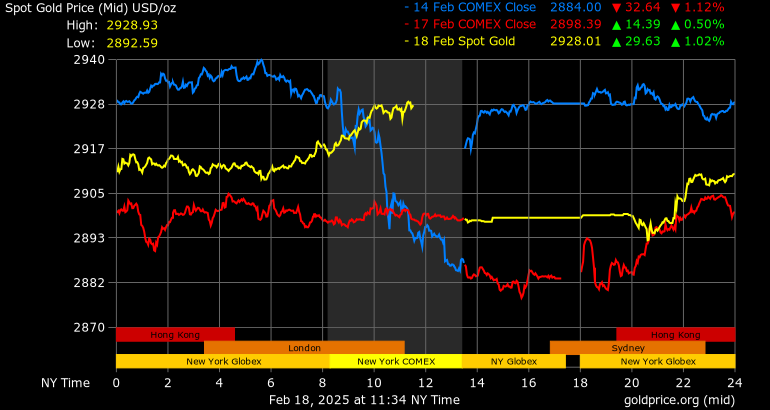 Spot Gold Price (Mid) USD/oz
High: 2928.93
Low: 2892.59
- 14 Feb COMEX Close 2884.00 ▼ 32.64 ▼ 1.12%
- 17 Feb COMEX Close 2898.39 ▲ 14.39 ▲ 0.50%
- 18 Feb Spot Gold 2928.01 ▲ 29.63 ▲ 1.02%
2940
2928
2917
2905
2893
2882
2870
Hong Kong Hong Kong
London Sydney
New York Globex New York COMEX NY Globex New York Globex
NY Time 0 2 4 6 8 10 12 14 16 18 20 22 24
Feb 18, 2025 at 11:34 NY Time goldprice.org (mid)